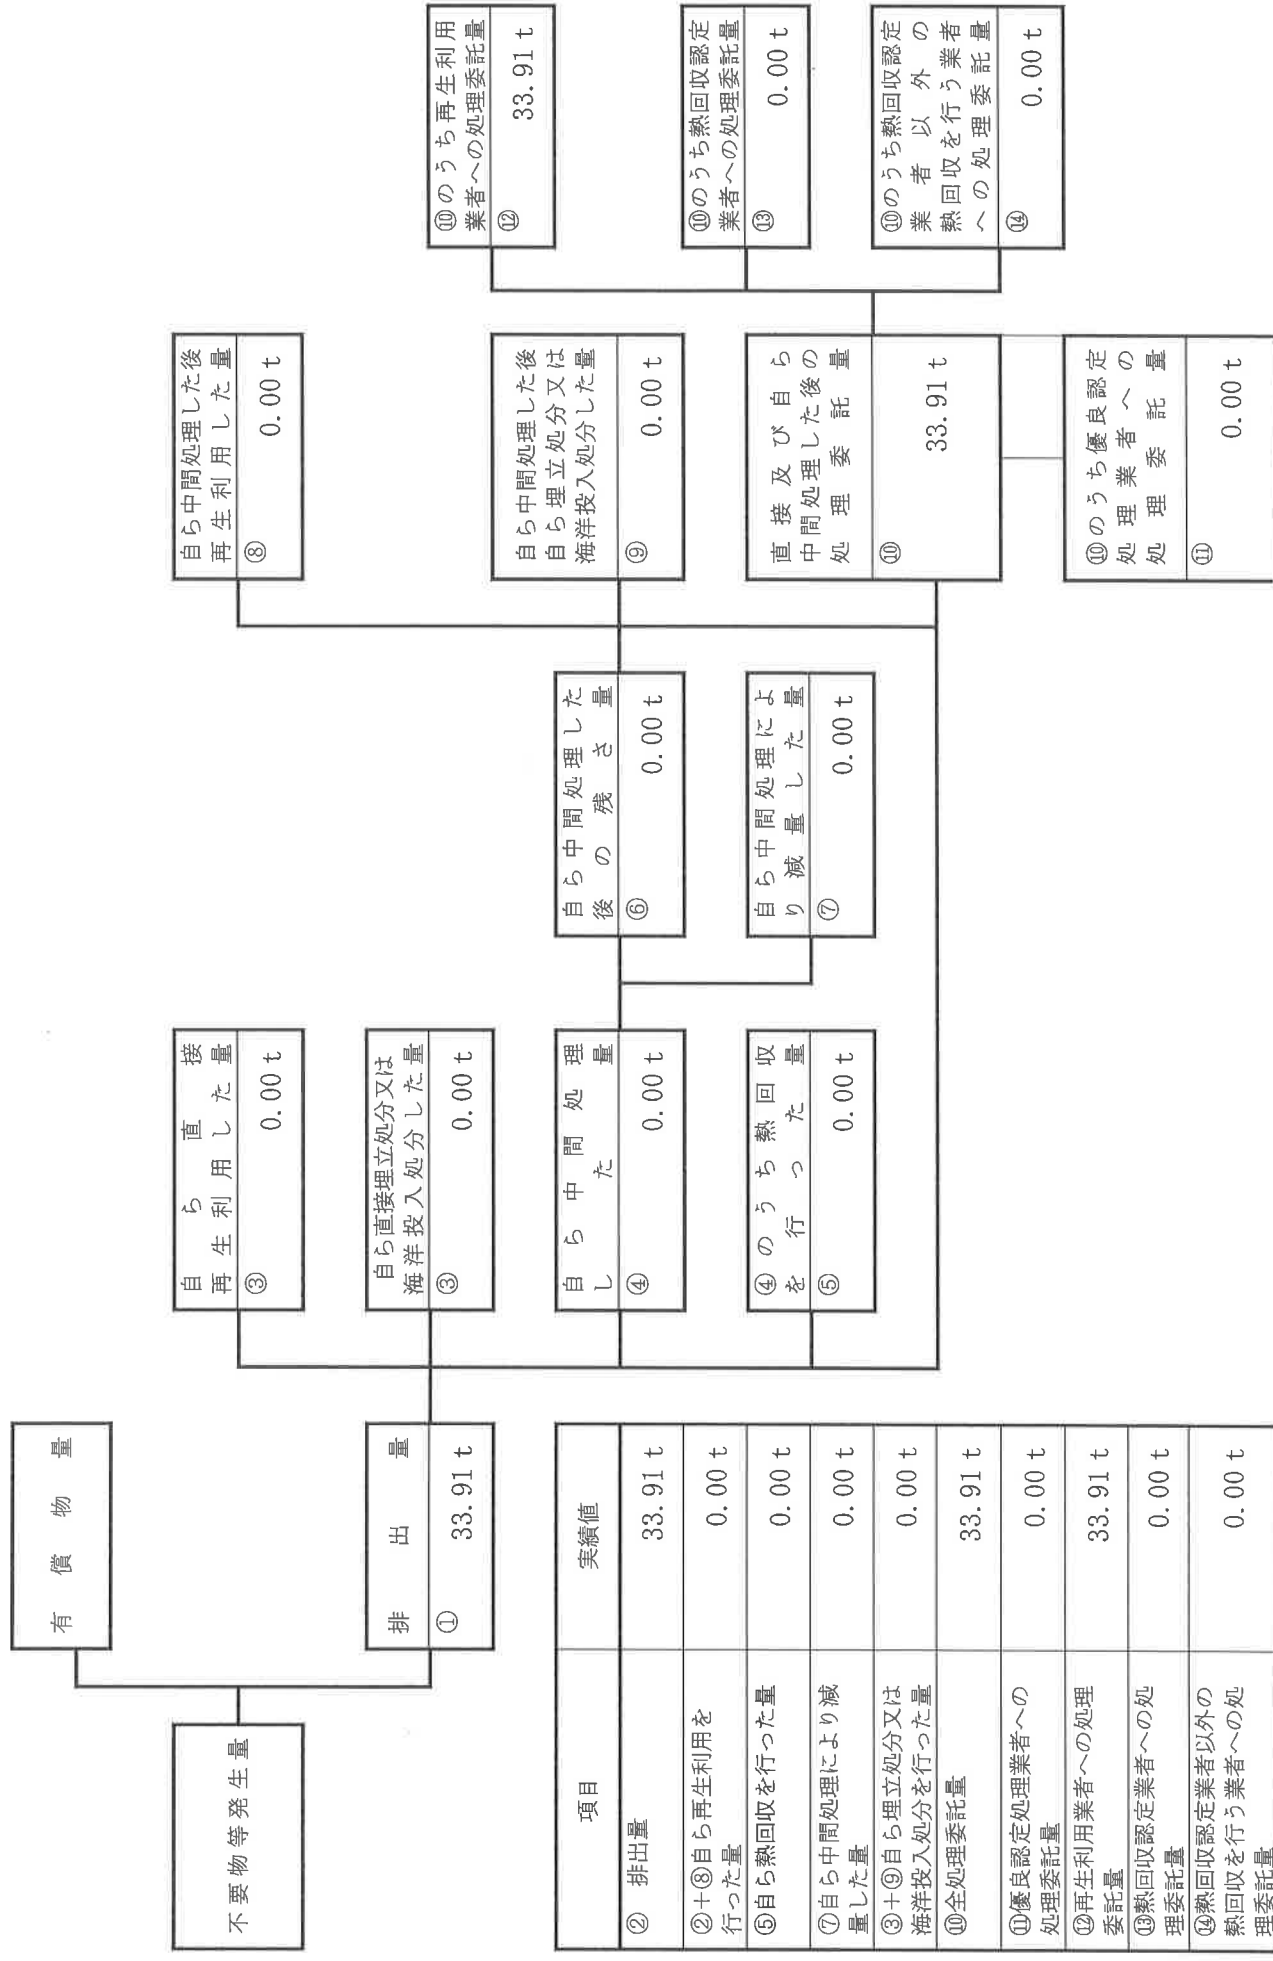 有償物量
不要物等発生量
排出量
① 33.91 t
自ら直接
再生利用した量
③ 0.00 t
自ら直接埋立処分又は
海洋投入処分した量
③ 0.00 t
自ら中間処理
した量
④ 0.00 t
④のうち熱回収
を行った量
⑤ 0.00 t
自ら中間処理した
後の残さ量
⑥ 0.00 t
自ら中間処理によ
り減量した量
⑦ 0.00 t
自ら中間処理した後
再生利用した量
⑧ 0.00 t
自ら中間処理した後
自ら埋立処分又は
海洋投入処分した量
⑨ 0.00 t
直接及び自ら
中間処理した後の
処理委託量
⑩ 33.91 t
⑩のうち優良認定
処理業者への
処理委託量
⑪ 0.00 t
⑩のうち再生利用
業者への処理委託量
⑫ 33.91 t
⑩のうち熱回収認定
業者への処理委託量
⑬ 0.00 t
⑩のうち熱回収認定
業者以外の
熱回収を行う業者
への処理委託量
⑭ 0.00 t
項目 実績値
② 排出量 33.91 t
②＋⑧自ら再生利用を
行った量 0.00 t
⑤自ら熱回収を行った量 0.00 t
⑦自ら中間処理により減
量した量 0.00 t
③＋⑨自ら埋立処分又は
海洋投入処分を行った量 0.00 t
⑩全処理委託量 33.91 t
⑪優良認定処理業者への
処理委託量 0.00 t
⑫再生利用業者への処理
委託量 33.91 t
⑬熱回収認定業者への処
理委託量 0.00 t
⑭熱回収認定業者以外の
熱回収を行う業者への処
理委託量 0.00 t